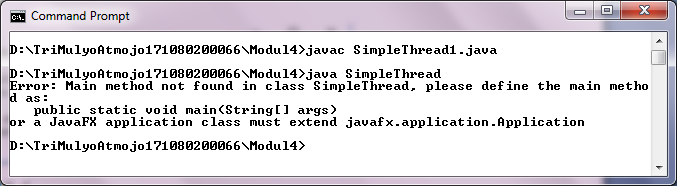 Command Prompt
D:\TriMulyoAtmojo171080200066\Modul4>javac SimpleThread1.java
D:\TriMulyoAtmojo171080200066\Modul4>java SimpleThread
Error: Main method not found in class SimpleThread, please define the main metho
d as:
   public static void main(String[] args)
or a JavaFX application class must extend javafx.application.Application
D:\TriMulyoAtmojo171080200066\Modul4>